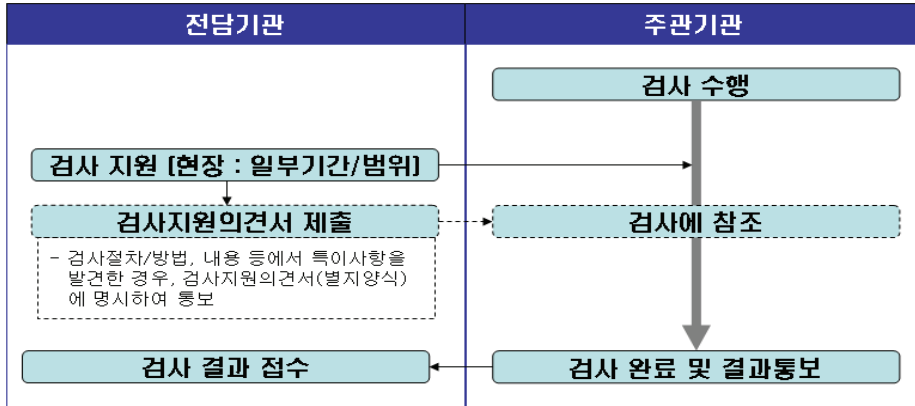 전담기관
주관기관
검사 수행
검사 지원 (현장 : 일부기간/범위)
검사지원의견서 제출
검사에 참조
- 검사절차/방법, 내용 등에서 특이사항을
발견한 경우, 검사지원의견서(별지양식)
에 명시하여 통보
검사 결과 접수
검사 완료 및 결과통보